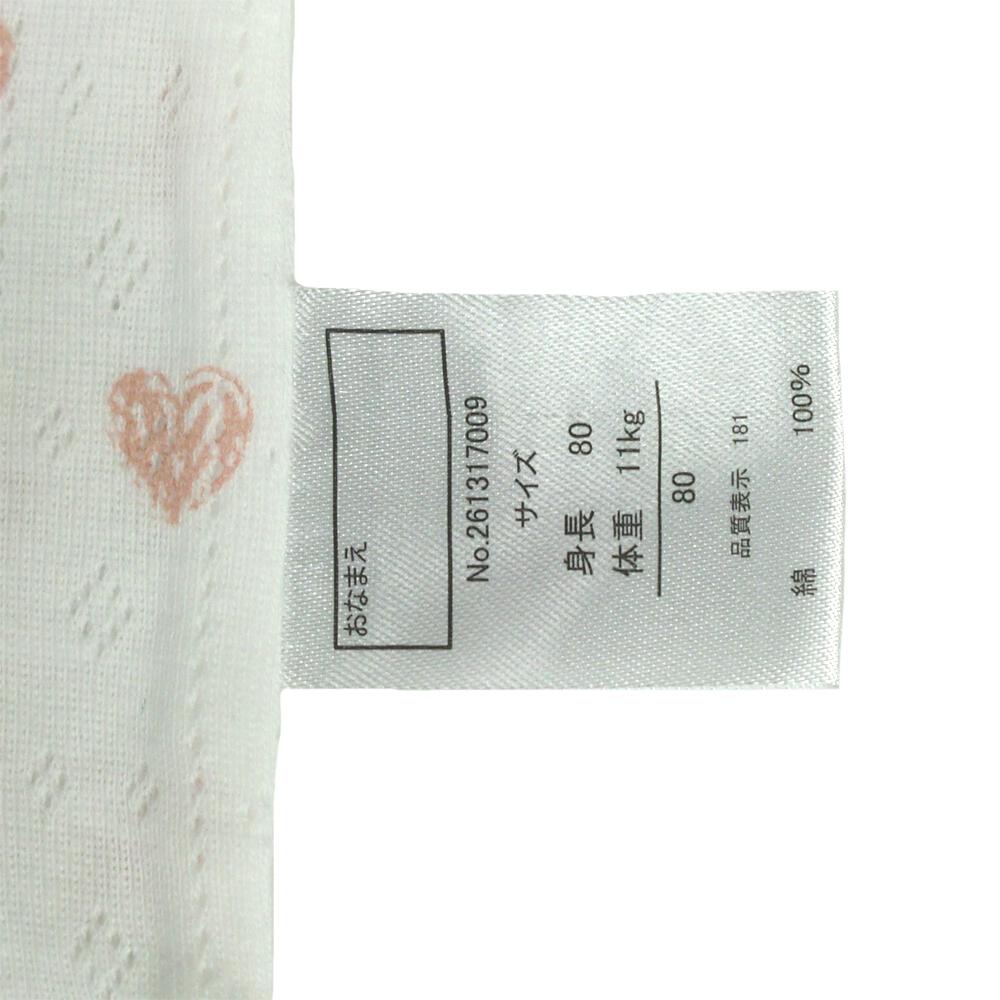 おなまえ
No.261317009
サイズ
身長 80
体重 11kg
80
品質表示 181
綿 100%